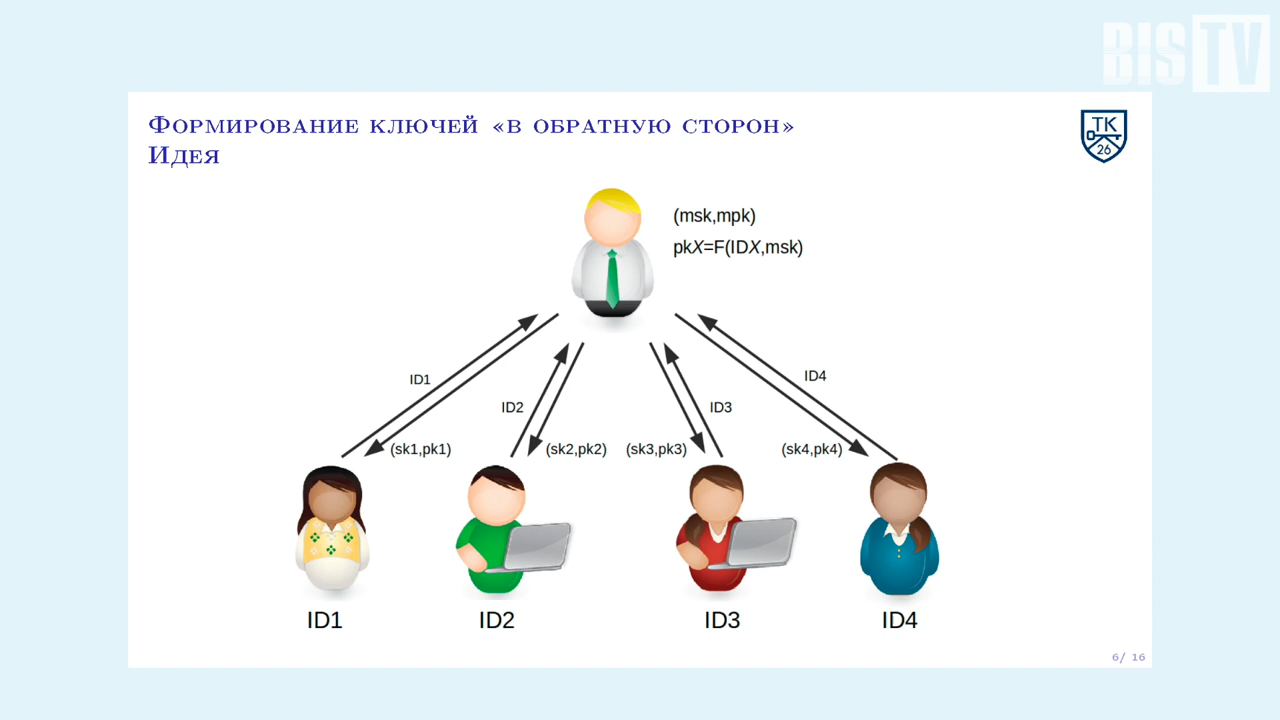 BIS TV
Формирование ключей «в обратную сторон»
Идея
ТК
26
(msk,mpk)
pkX=F(IDX,msk)
ID1
ID2
ID3
ID4
(sk1,pk1)
(sk2,pk2)
(sk3,pk3)
(sk4,pk4)
ID1
ID2
ID3
ID4
6/ 16